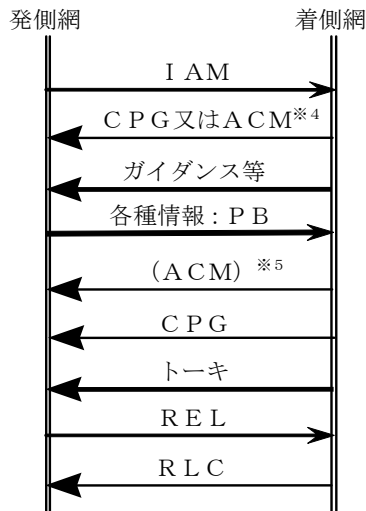 発側網 着側網
ＩＡＭ
ＣＰＧ又はＡＣＭ※4
ガイダンス等
各種情報：ＰＢ
（ＡＣＭ）※5
ＣＰＧ
トーキ
ＲＥＬ
ＲＬＣ